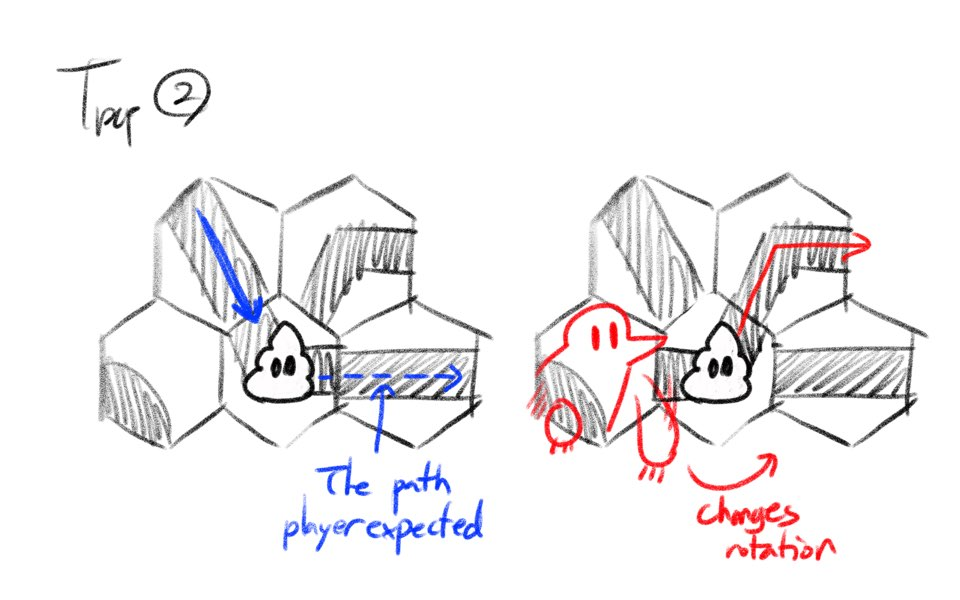 Trap ②
The path
player expected
changes
rotation